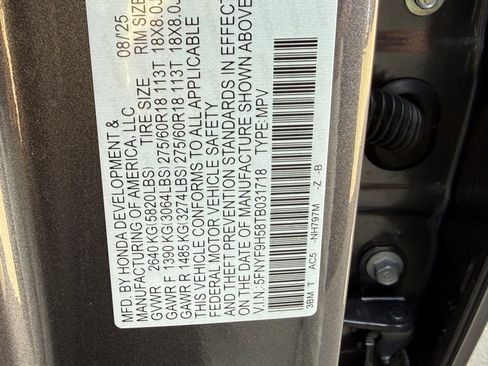 MFD. BY HONDA DEVELOPMENT & 08/25
MANUFACTURING OF AMERICA, LLC
TIRE SIZE RIM SIZE
GVWR 2640 KG(5820 LBS)
GAWR F 1390 KG(3064LBS) 275/60R18 113T 18X8.0J
GAWR R 1485 KG(3274LBS) 275/60R18 113T 18X8.0J
THIS VEHICLE CONFORMS TO ALL APPLICABLE
FEDERAL MOTOR VEHICLE SAFETY
AND THEFT PREVENTION STANDARDS IN EFFECT
ON THE DATE OF MANUFACTURE SHOWN ABOVE.
V.I.N.: 5FNYF9H58TB031718 TYPE: MPV
3BM T AC5 -NH797M -Z -B